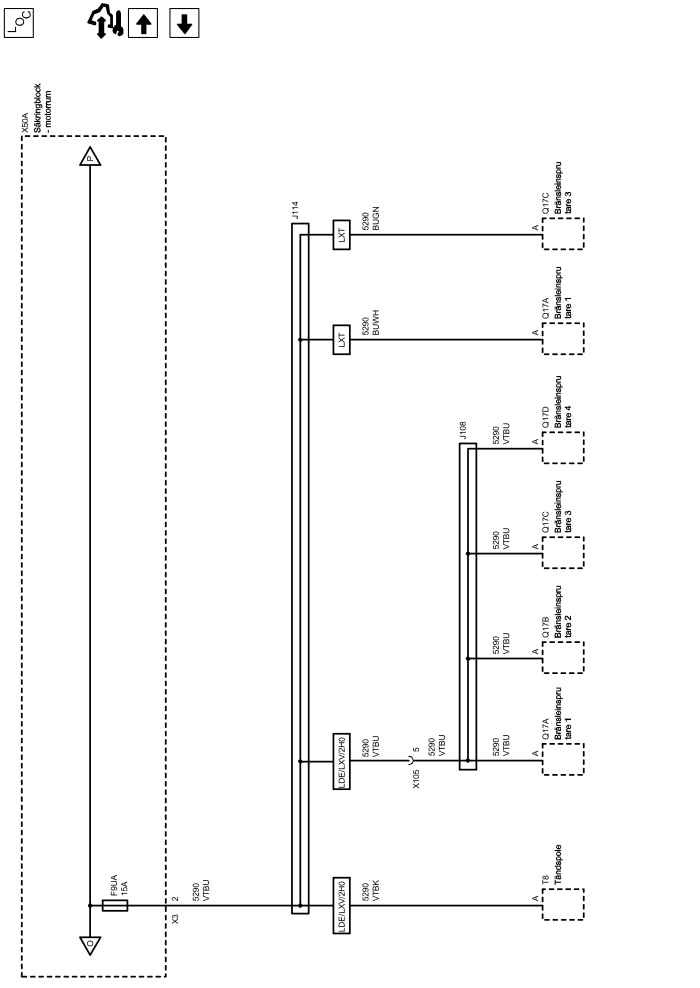 LOC
X50A
Säkringblock
- motorrum
P
O
F9UA
15A
X3
2
5290
VTBU
J114
LXT
5290
BUGN
A
Q17C
Bränsleinspru
tare 3
LXT
5290
BUWH
A
Q17A
Bränsleinspru
tare 1
J108
5290
VTBU
A
Q17D
Bränsleinspru
tare 4
5290
VTBU
A
Q17C
Bränsleinspru
tare 3
5290
VTBU
A
Q17B
Bränsleinspru
tare 2
LDE/LXV/2H0
5290
VTBU
X105
5
5290
VTBU
5290
VTBU
A
Q17A
Bränsleinspru
tare 1
LDE/LXV/2H0
5290
VTBK
A
T8
Tändspole